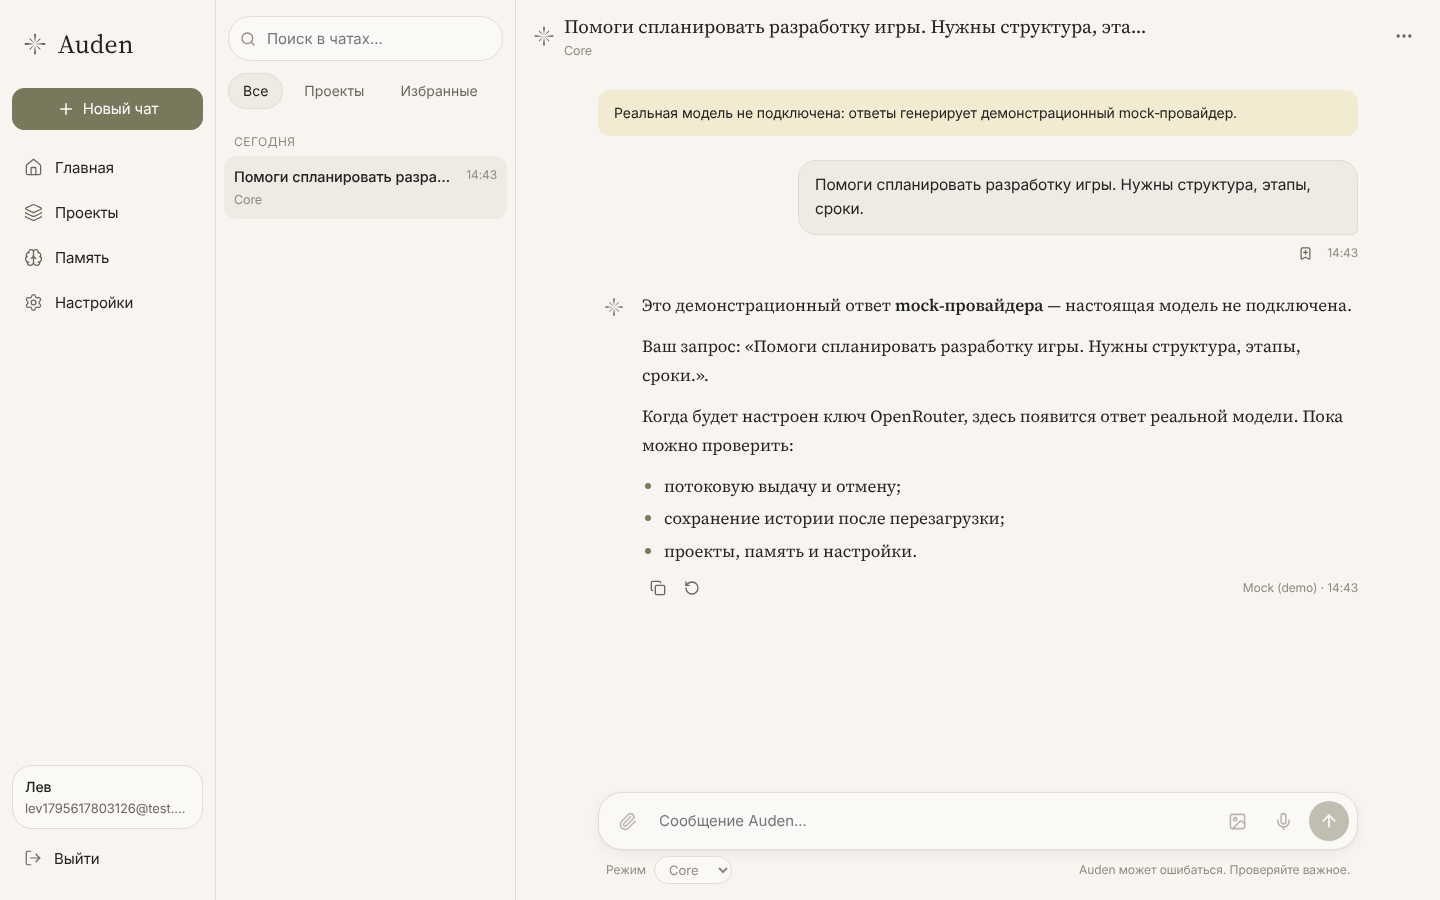 Auden
Новый чат
Главная
Проекты
Память
Настройки
Лев
lev1795617803126@test....
Выйти
Поиск в чатах...
Все
Проекты
Избранные
СЕГОДНЯ
Помоги спланировать разра... 14:43
Core
Помоги спланировать разработку игры. Нужны структура, эта...
Core
Реальная модель не подключена: ответы генерирует демонстрационный mock-провайдер.
Помоги спланировать разработку игры. Нужны структура, этапы,
сроки.
14:43
Это демонстрационный ответ mock-провайдера — настоящая модель не подключена.
Ваш запрос: «Помоги спланировать разработку игры. Нужны структура, этапы,
сроки.».
Когда будет настроен ключ OpenRouter, здесь появится ответ реальной модели. Пока
можно проверить:
потоковую выдачу и отмену;
сохранение истории после перезагрузки;
проекты, память и настройки.
Mock (demo) · 14:43
Сообщение Auden...
Режим Core
Auden может ошибаться. Проверяйте важное.